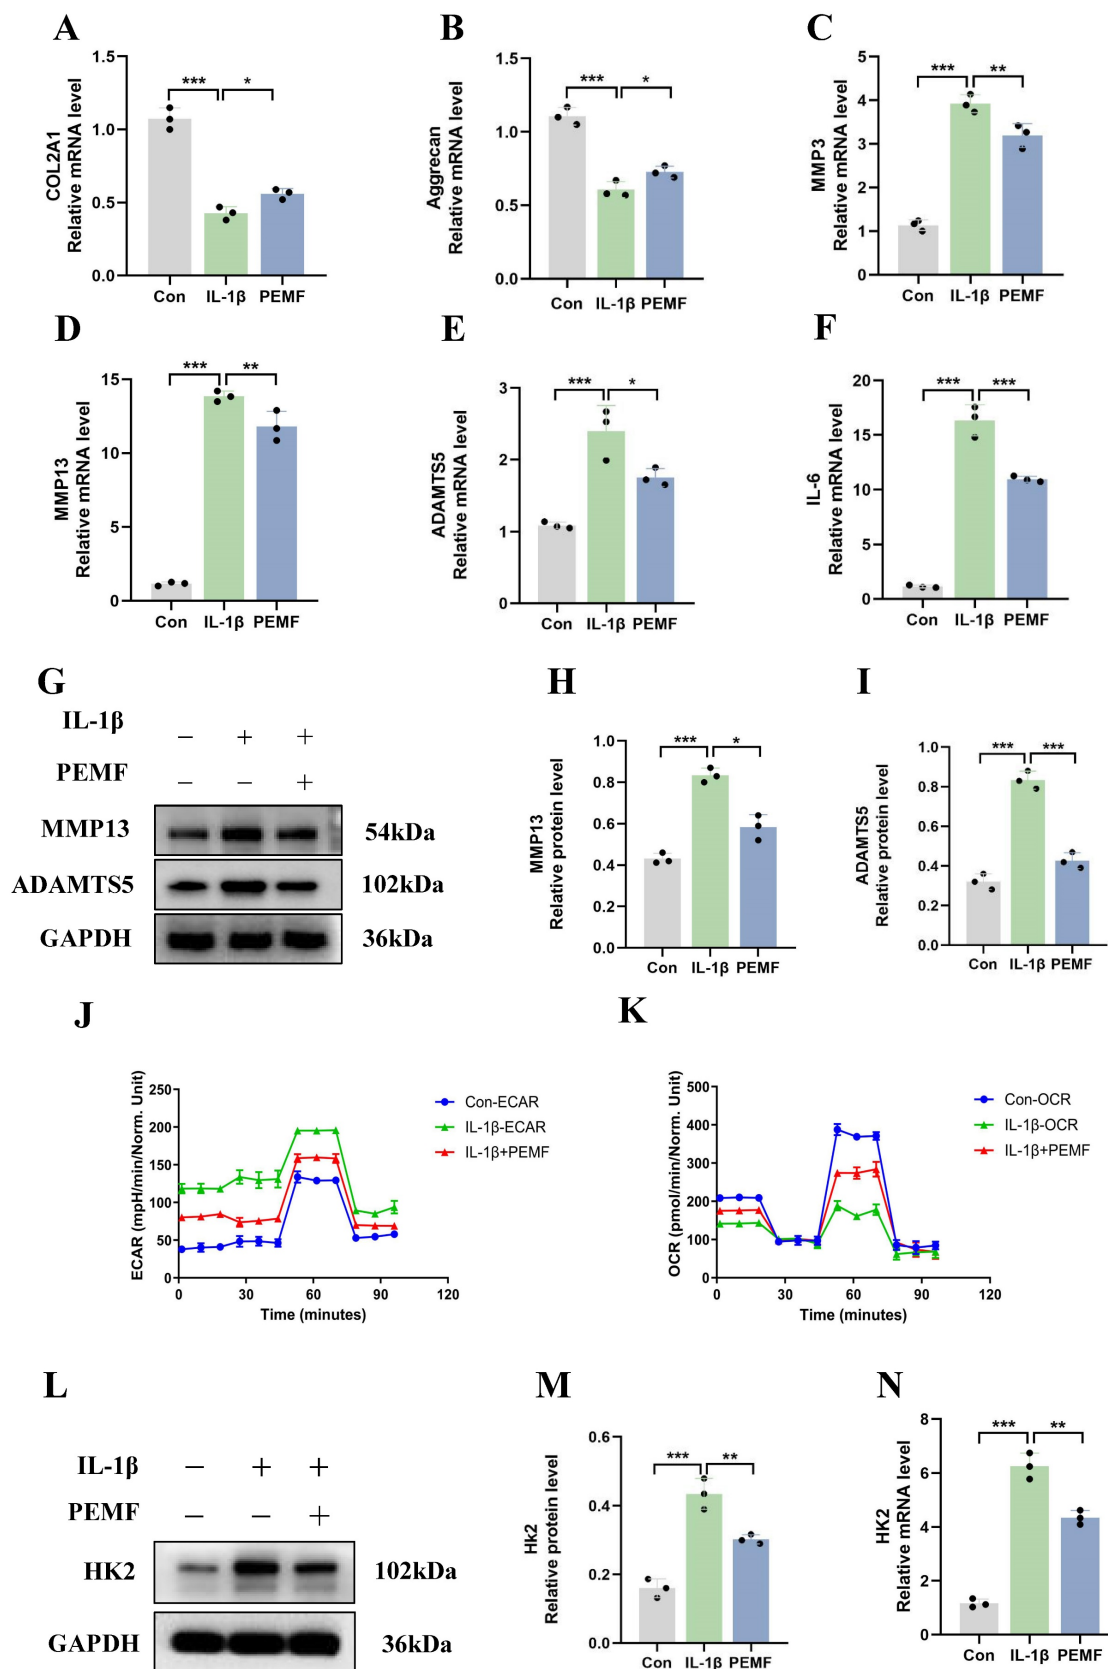 A
COL2A1
Relative mRNA level
1.5
1.0
0.5
0.0
***
*
Con IL-1β PEMF
B
Aggrecan
Relative mRNA level
1.5
1.0
0.5
0.0
***
*
Con IL-1β PEMF
C
MMP3
Relative mRNA level
5
4
3
2
1
0
***
**
Con IL-1β PEMF
D
MMP13
Relative mRNA level
15
10
5
0
***
**
Con IL-1β PEMF
E
ADAMTS5
Relative mRNA level
3
2
1
0
***
*
Con IL-1β PEMF
F
IL-6
Relative mRNA level
20
15
10
5
0
***
***
Con IL-1β PEMF
G
IL-1β − + +
PEMF − − +
MMP13 54kDa
ADAMTS5 102kDa
GAPDH 36kDa
H
MMP13
Relative protein level
1.0
0.8
0.6
0.4
0.2
0.0
***
*
Con IL-1β PEMF
I
ADAMTS5
Relative protein level
1.0
0.8
0.6
0.4
0.2
0.0
***
***
Con IL-1β PEMF
J
ECAR (mpH/min/Norm. Unit)
250
200
150
100
50
0
0 30 60 90 120
Time (minutes)
Con-ECAR
IL-1β-ECAR
IL-1β+PEMF
K
OCR (pmol/min/Norm. Unit)
500
400
300
200
100
0
0 30 60 90 120
Time (minutes)
Con-OCR
IL-1β-OCR
IL-1β+PEMF
L
IL-1β − + +
PEMF − − +
HK2 102kDa
GAPDH 36kDa
M
Hk2
Relative protein level
0.6
0.4
0.2
0.0
***
**
Con IL-1β PEMF
N
HK2
Relative mRNA level
8
6
4
2
0
***
**
Con IL-1β PEMF